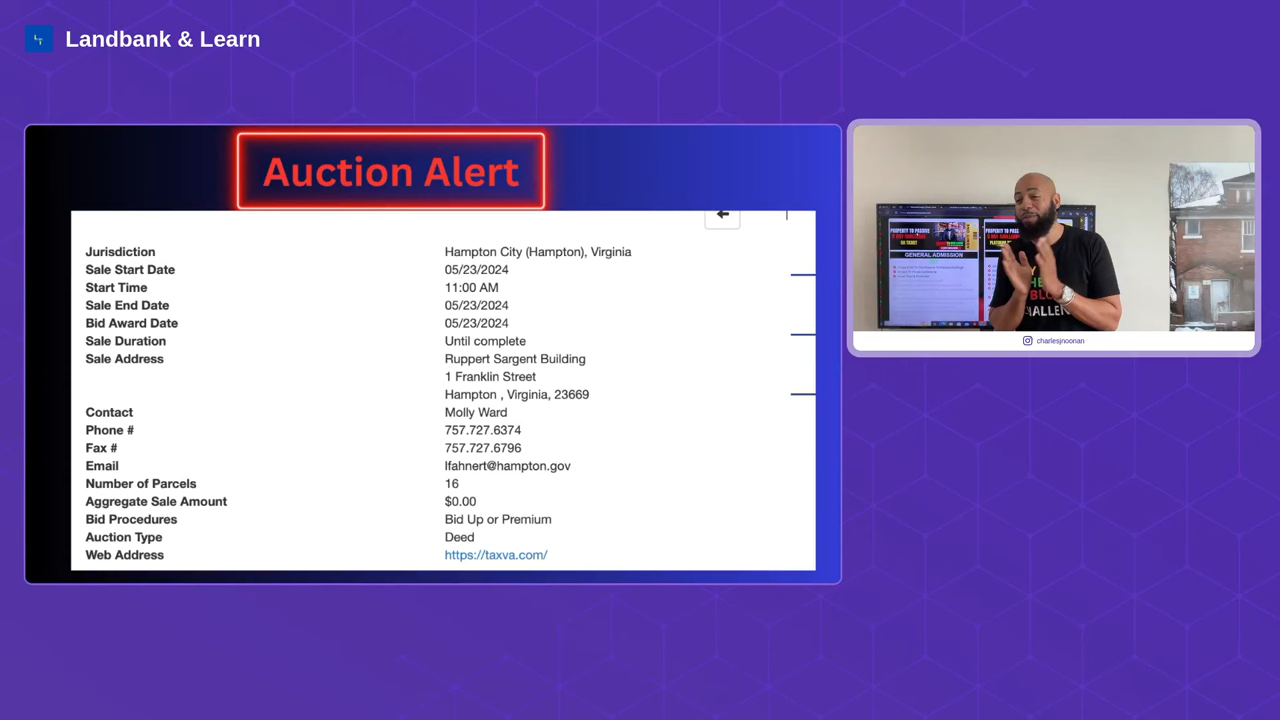 Landbank & Learn
Auction Alert
Jurisdiction Hampton City (Hampton), Virginia
Sale Start Date 05/23/2024
Start Time 11:00 AM
Sale End Date 05/23/2024
Bid Award Date 05/23/2024
Sale Duration Until complete
Sale Address Ruppert Sargent Building
1 Franklin Street
Hampton , Virginia, 23669
Contact Molly Ward
Phone # 757.727.6374
Fax # 757.727.6796
Email lfahnert@hampton.gov
Number of Parcels 16
Aggregate Sale Amount $0.00
Bid Procedures Bid Up or Premium
Auction Type Deed
Web Address https://taxva.com/
PROPERTY TO PASSIVE
GENERAL ADMISSION
charlesjnoonan